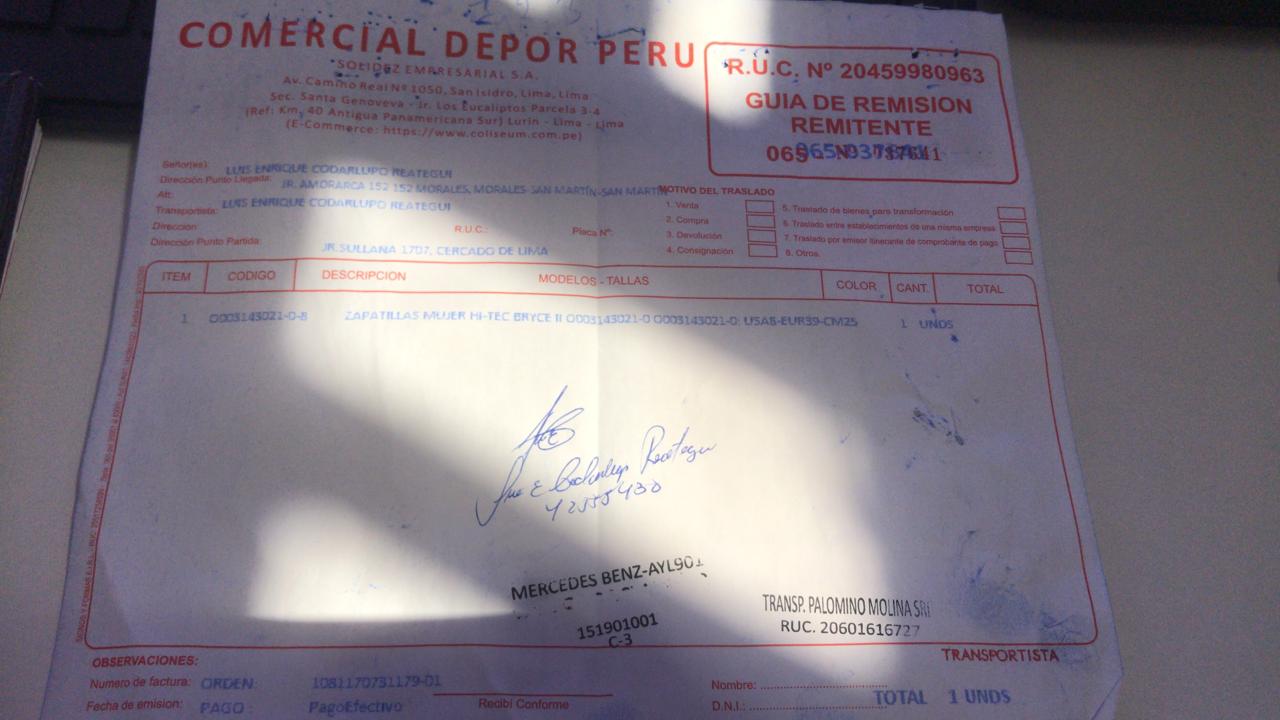 COMERCIAL DEPOR PERU
SOLIDEZ EMPRESARIAL S.A.
Av. Camino Real Nº 1050, San Isidro, Lima, Lima
Sec. Santa Genoveva - Jr. Los Eucaliptos Parcela 3-4
(Ref: Km, 40 Antigua Panamericana Sur) Lurin - Lima - Lima
(E-Commerce: https://www.coliseum.com.pe)
R.U.C. Nº 20459980963
GUIA DE REMISION
REMITENTE
065 - Nº
Señor(es): LUIS ENRIQUE CODARLUPO REATEGUI
Dirección Punto Llegada: JR. AMORARCA 152 152 MORALES, MORALES-SAN MARTÍN-SAN MARTIN
Att:
Transportista: LUIS ENRIQUE CODARLUPO REATEGUI
Dirección: R.U.C.: Placa Nº:
Dirección Punto Partida: JR.SULLANA 1707, CERCADO DE LIMA
MOTIVO DEL TRASLADO
1. Venta
2. Compra
3. Devolución
4. Consignación
5. Traslado de bienes para transformación
6. Traslado entre establecimientos de una misma empresa
7. Traslado por emisor itinerante de comprobante de pago
8. Otros.
ITEM CODIGO DESCRIPCION MODELOS - TALLAS COLOR CANT. TOTAL
1 O003143021-0-8 ZAPATILLAS MUJER HI-TEC BRYCE II O003143021-0 O003143021-0: USA8-EUR39-CM25 1 UNDS
Reategui
MERCEDES BENZ-AYL901
151901001
C-3
TRANSP. PALOMINO MOLINA SRl
RUC. 20601616727
OBSERVACIONES:
TRANSPORTISTA
Numero de factura: ORDEN: 1081170731179-01
Fecha de emision: PAGO : PagoEfectivo
Recibí Conforme
Nombre:
D.N.I.:
TOTAL 1 UNDS